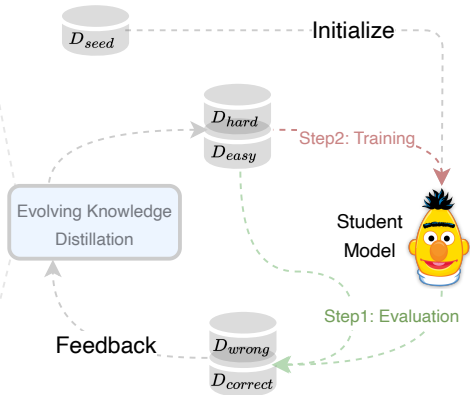 D_seed
Initialize
D_hard
D_easy
Step2: Training
Evolving Knowledge
Distillation
Student
Model
Step1: Evaluation
Feedback
D_wrong
D_correct